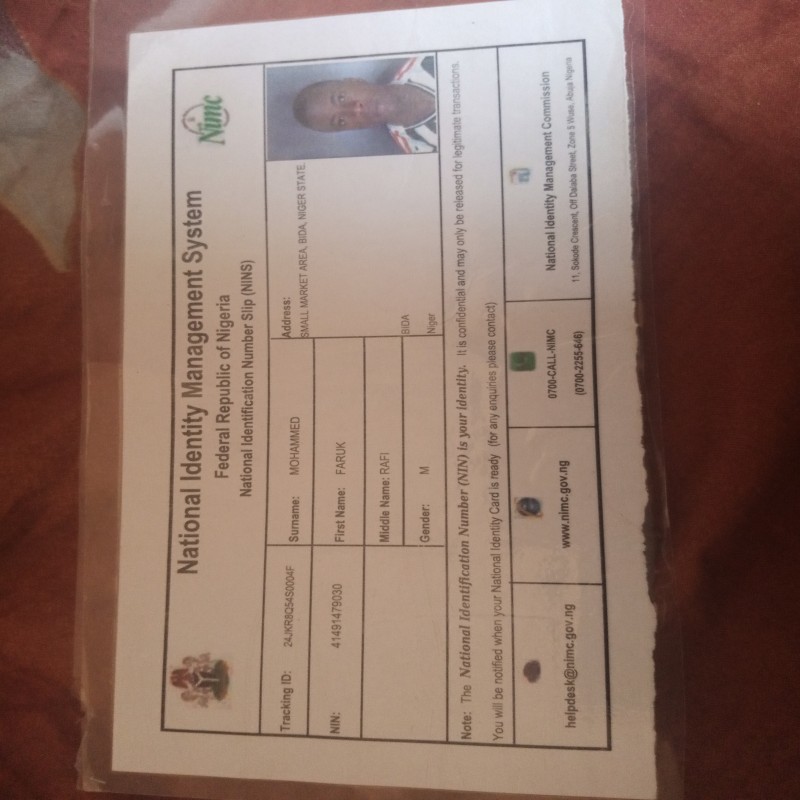 National Identity Management System
Federal Republic of Nigeria
National Identification Number Slip (NINS)
Nimc
Tracking ID: 24JKR8Q54S0004F
Surname: MOHAMMED
Address:
SMALL MARKET AREA, BIDA, NIGER STATE.
NIN: 41491479030
First Name: FARUK
Middle Name: RAFI
BIDA
Gender: M
Niger
Note: The National Identification Number (NIN) is your identity. It is confidential and may only be released for legitimate transactions.
You will be notified when your National Identity Card is ready (for any enquiries please contact)
helpdesk@nimc.gov.ng
www.nimc.gov.ng
0700-CALL-NIMC
(0700-2255-646)
National Identity Management Commission
11, Sokode Crescent, Off Dalaba Street, Zone 5 Wuse, Abuja Nigeria